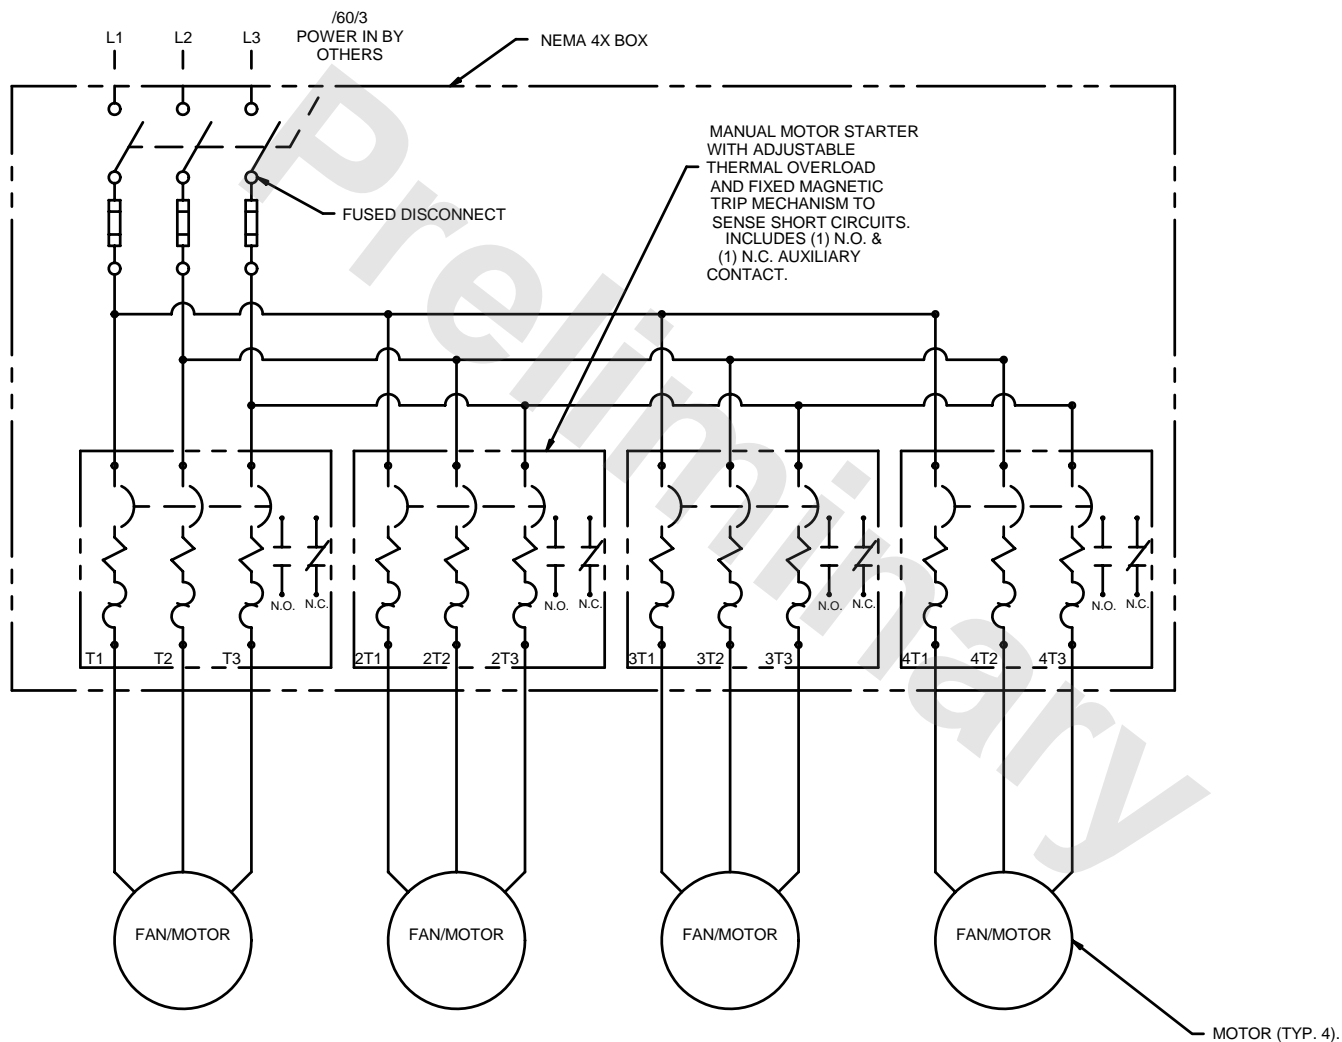 /60/3
POWER IN BY
OTHERS
L1
L2
L3
NEMA 4X BOX
MANUAL MOTOR STARTER
WITH ADJUSTABLE
THERMAL OVERLOAD
AND FIXED MAGNETIC
TRIP MECHANISM TO
SENSE SHORT CIRCUITS.
INCLUDES (1) N.O. &
(1) N.C. AUXILIARY
CONTACT.
FUSED DISCONNECT
Preliminary
N.O.
N.C.
N.O.
N.C.
N.O.
N.C.
N.O.
N.C.
T1
T2
T3
2T1
2T2
2T3
3T1
3T2
3T3
4T1
4T2
4T3
FAN/MOTOR
FAN/MOTOR
FAN/MOTOR
FAN/MOTOR
MOTOR (TYP. 4).